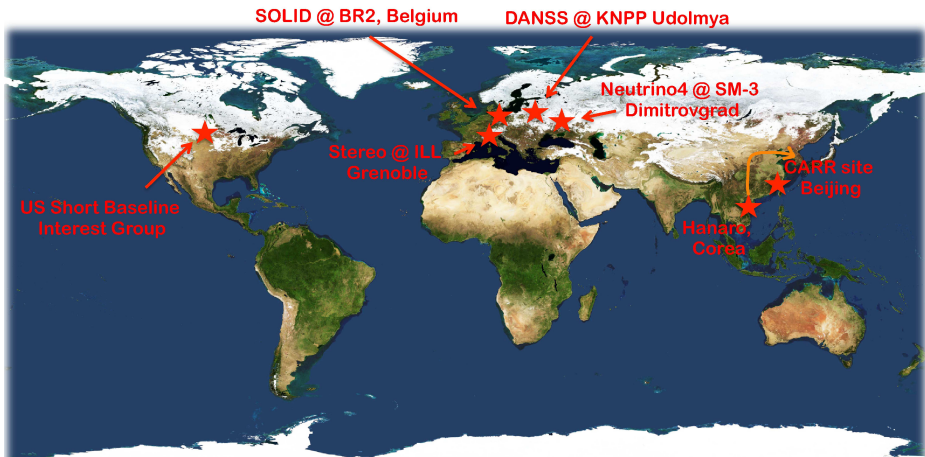 SOLID @ BR2, Belgium
DANSS @ KNPP Udolmya
Neutrino4 @ SM-3
Dimitrovgrad
Stereo @ ILL
Grenoble
CARR site
Beijing
US Short Baseline
Interest Group
Hanaro,
Corea